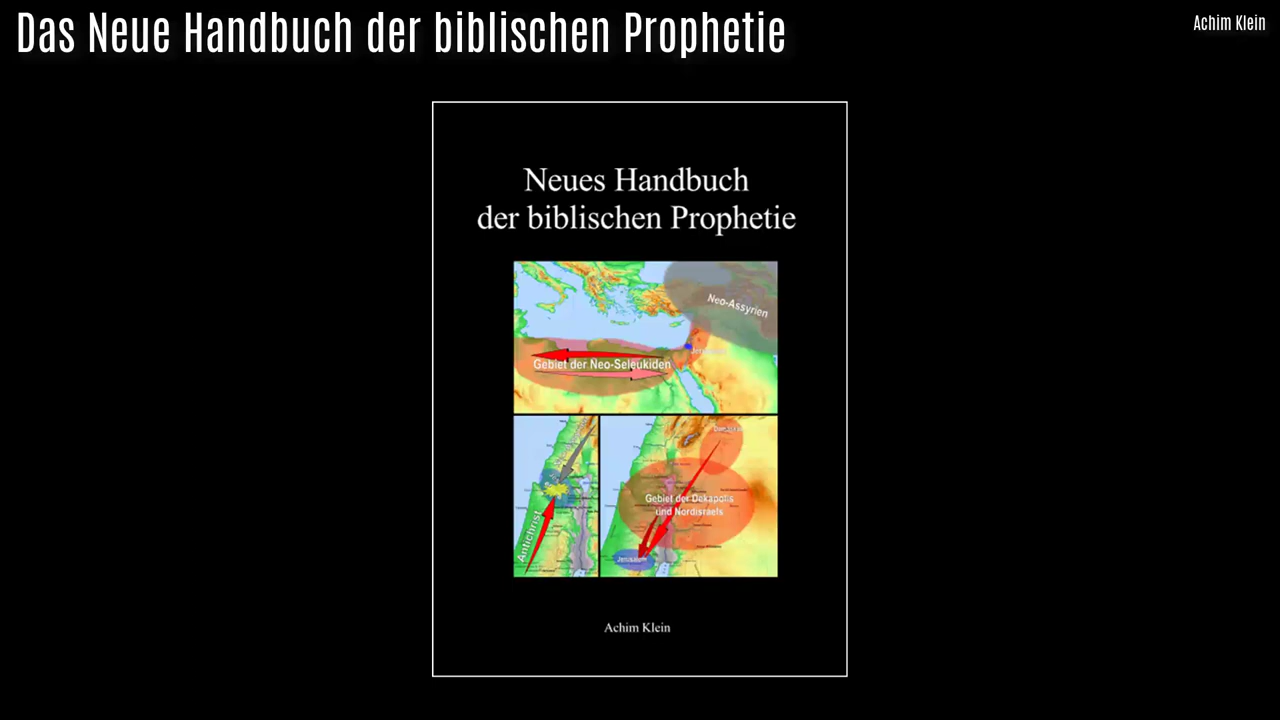 Das Neue Handbuch der biblischen Prophetie
Achim Klein
Neues Handbuch
der biblischen Prophetie
Neo-Assyrien
Gebiet der Neo-Seleukiden
Antichrist
Gebiet der Dekapolis
und Nordisraels
Jerusalem
Achim Klein